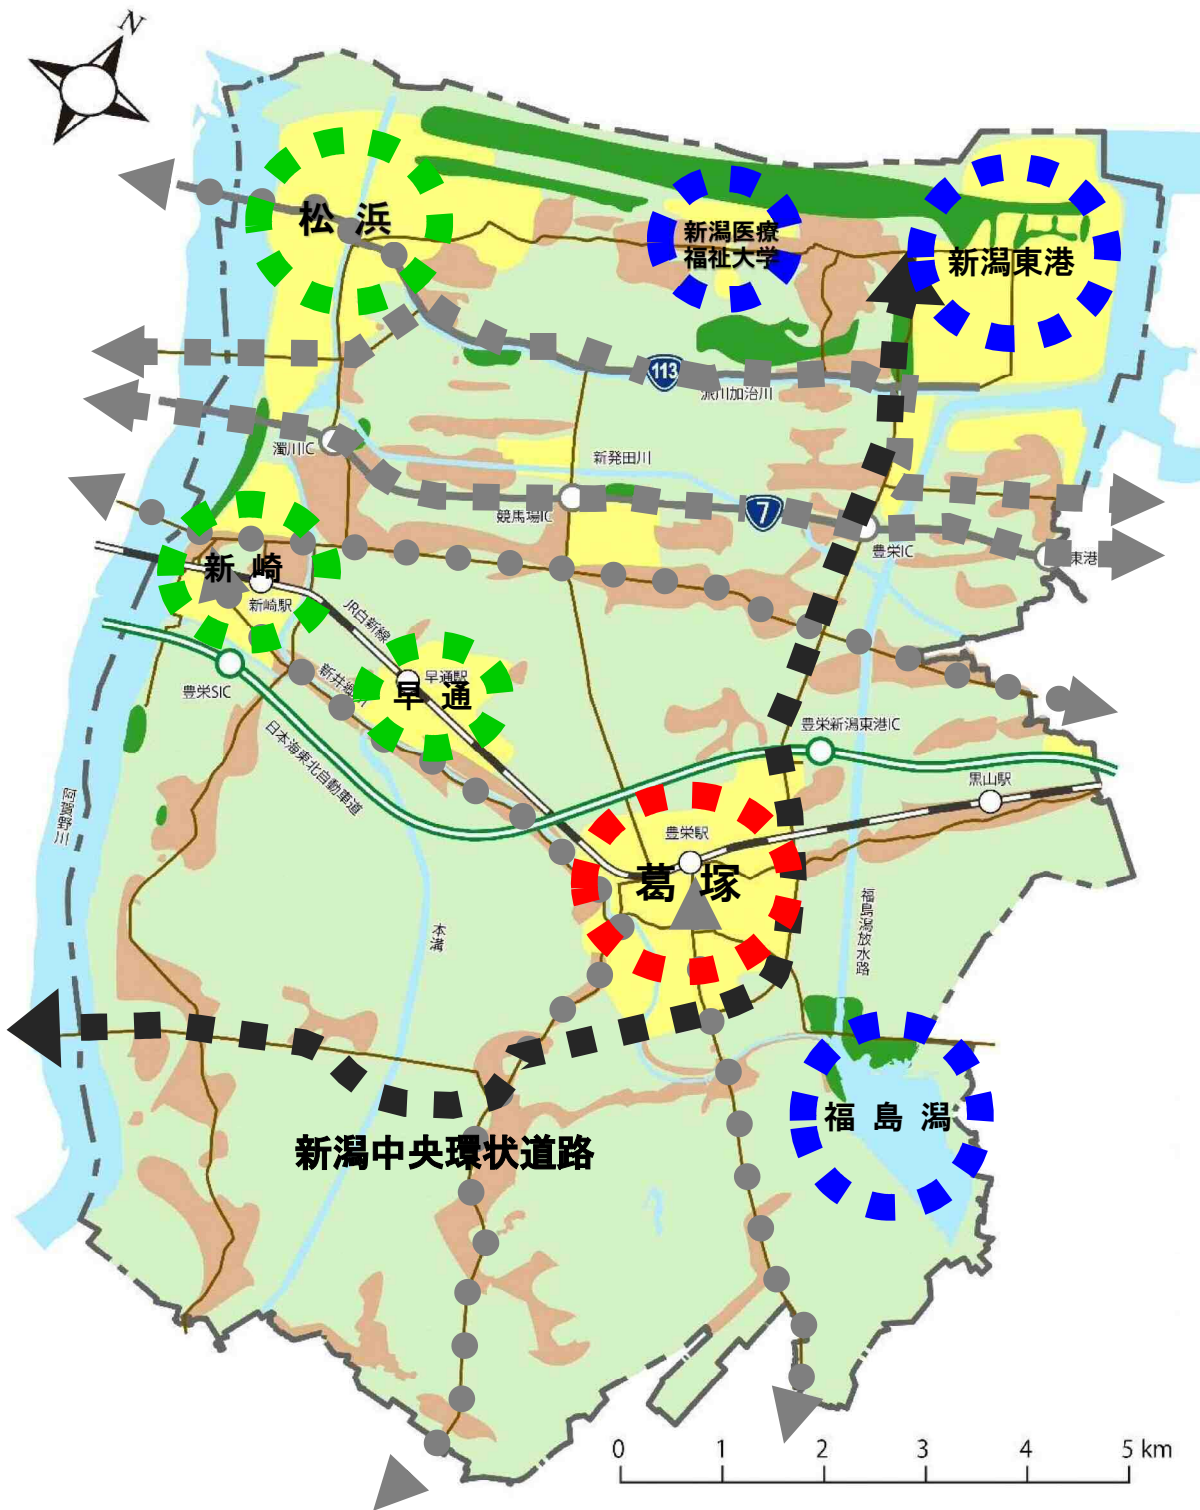 N
松 浜
新潟医療
福祉大学
新潟東港
113
派川加治川
濁川IC
新発田川
競馬場IC
7
豊栄IC
東港
新 崎
新崎駅
JR白新線
早通駅
早 通
豊栄SIC
新井郷
日本海東北自動車道
豊栄新潟東港IC
黒山駅
阿賀野川
豊栄駅
葛 塚
本溝
福島潟放水路
福 島 潟
新潟中央環状道路
0 1 2 3 4 5 km